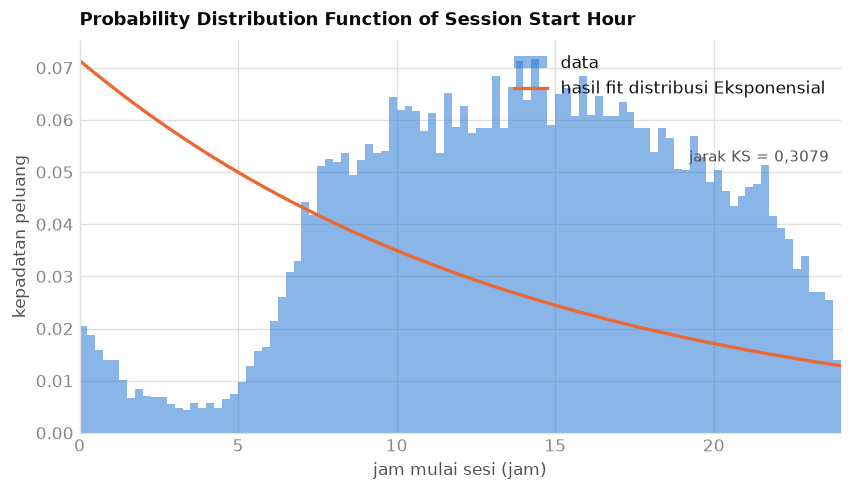 Probability Distribution Function of Session Start Hour
data
hasil fit distribusi Eksponensial
jarak KS = 0,3079
kepadatan peluang
0.07
0.06
0.05
0.04
0.03
0.02
0.01
0.00
0
5
10
15
20
jam mulai sesi (jam)